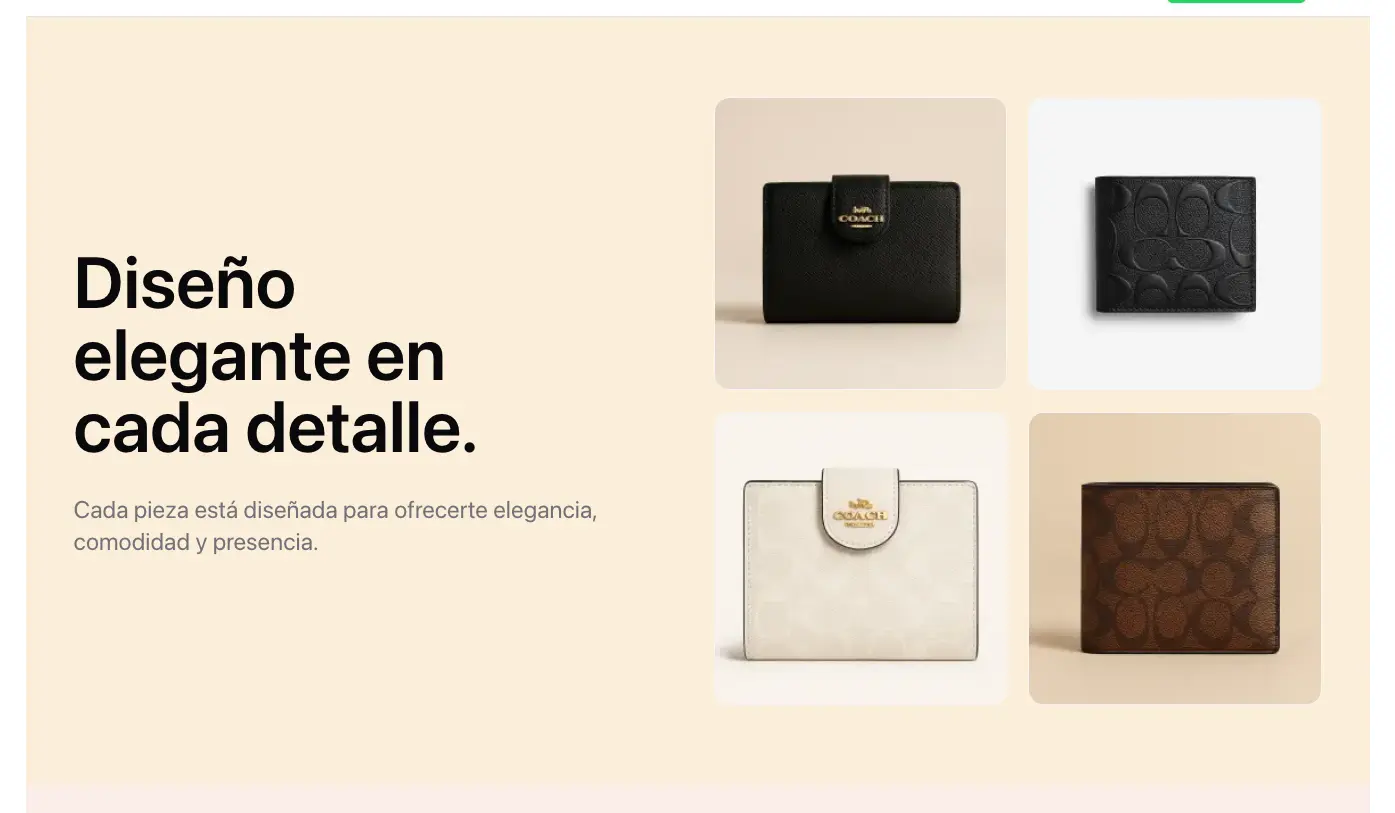 Diseño
elegante en
cada detalle.
Cada pieza está diseñada para ofrecerte elegancia,
comodidad y presencia.
COACH
COACH